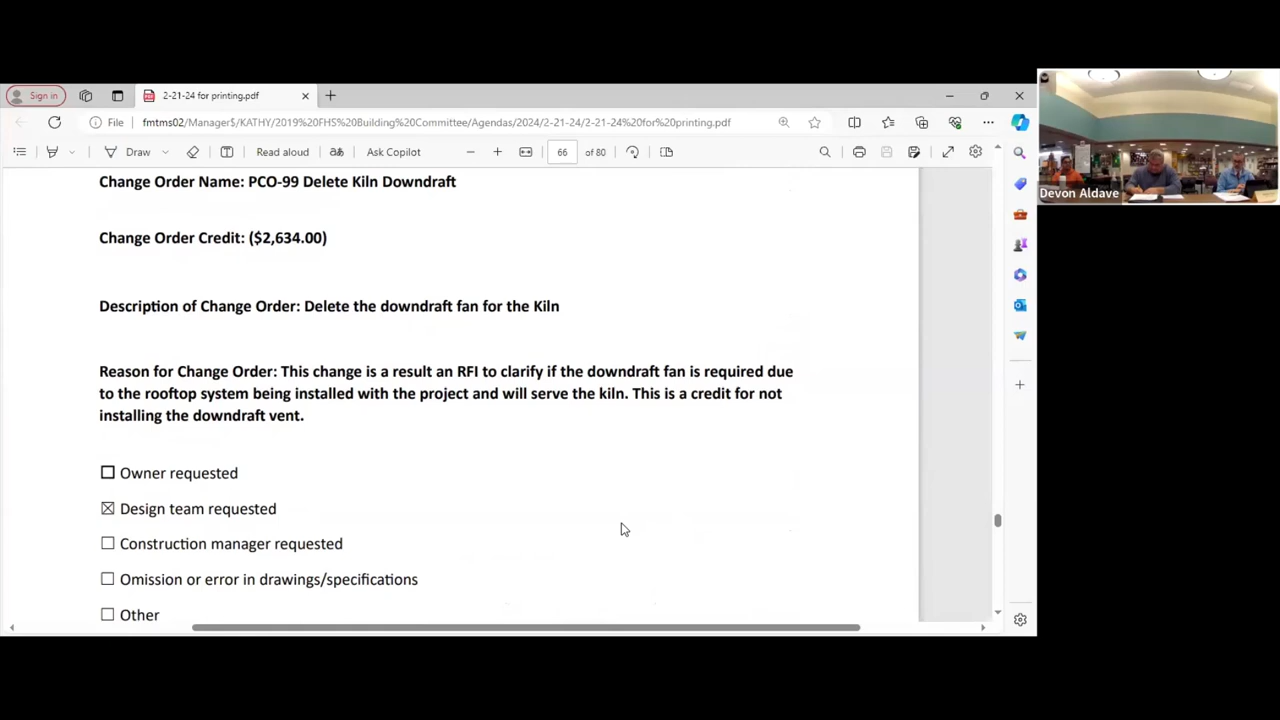 Sign in
2-21-24 for printing.pdf
File
fmtms02/Manager$/KATHY/2019%20FHS%20Building%20Committee/Agendas/2024/2-21-24/2-21-24%20for%20printing.pdf
Draw
Read aloud
Ask Copilot
66 of 80
Devon Aldave
Change Order Name: PCO-99 Delete Kiln Downdraft
Change Order Credit: ($2,634.00)
Description of Change Order: Delete the downdraft fan for the Kiln
Reason for Change Order: This change is a result an RFI to clarify if the downdraft fan is required due
to the rooftop system being installed with the project and will serve the kiln. This is a credit for not
installing the downdraft vent.
☐ Owner requested
☒ Design team requested
☐ Construction manager requested
☐ Omission or error in drawings/specifications
☐ Other